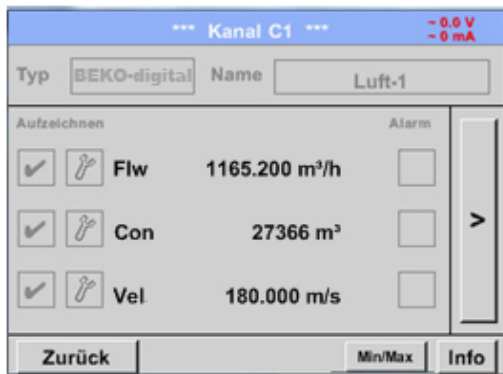 *** Kanal C1 ***
~ 0.0 V
~ 0 mA
Typ BEKO-digital Name Luft-1
Aufzeichnen Alarm
Flw 1165.200 m³/h
Con 27366 m³
Vel 180.000 m/s
>
Zurück Min/Max Info